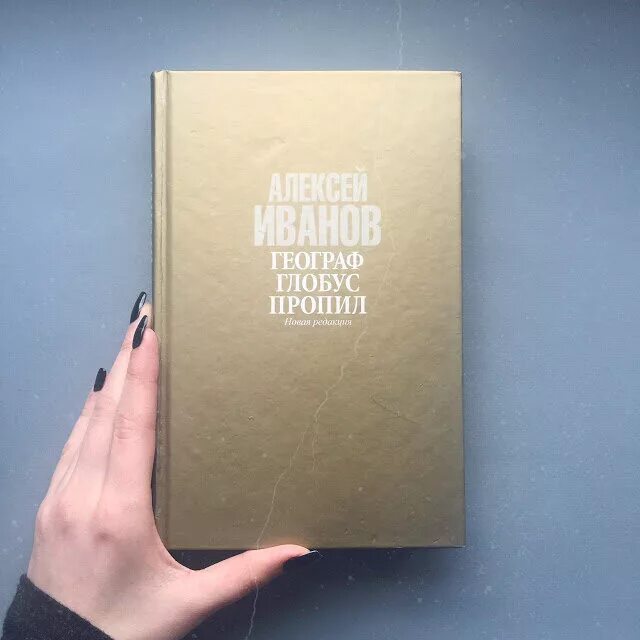 АЛЕКСЕЙ
ИВАНОВ
ГЕОГРАФ
ГЛОБУС
ПРОПИЛ
Новая редакция